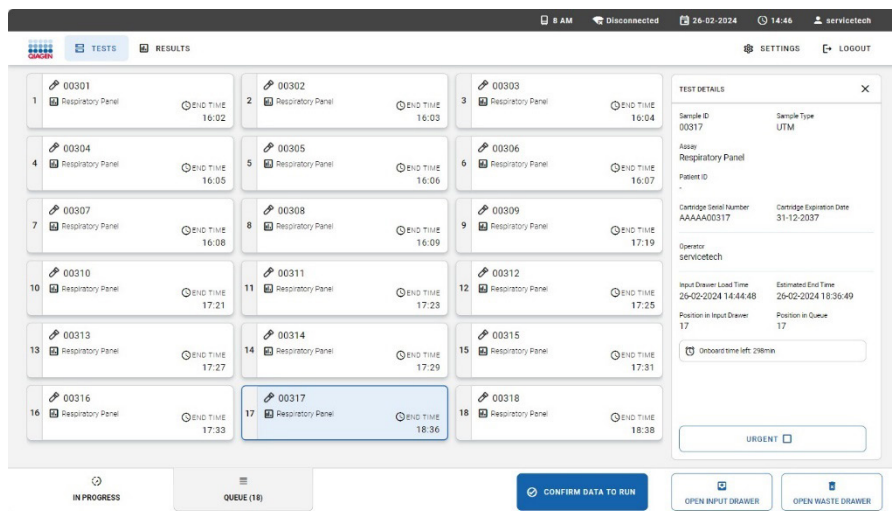 8 AM Disconnected 26-02-2024 14:46 servicetech
QIAGEN TESTS RESULTS SETTINGS LOGOUT
1 00301 Respiratory Panel END TIME 16:02
2 00302 Respiratory Panel END TIME 16:03
3 00303 Respiratory Panel END TIME 16:04
4 00304 Respiratory Panel END TIME 16:05
5 00305 Respiratory Panel END TIME 16:06
6 00306 Respiratory Panel END TIME 16:07
7 00307 Respiratory Panel END TIME 16:08
8 00308 Respiratory Panel END TIME 16:09
9 00309 Respiratory Panel END TIME 17:19
10 00310 Respiratory Panel END TIME 17:21
11 00311 Respiratory Panel END TIME 17:23
12 00312 Respiratory Panel END TIME 17:25
13 00313 Respiratory Panel END TIME 17:27
14 00314 Respiratory Panel END TIME 17:29
15 00315 Respiratory Panel END TIME 17:31
16 00316 Respiratory Panel END TIME 17:33
17 00317 Respiratory Panel END TIME 18:36
18 00318 Respiratory Panel END TIME 18:38
TEST DETAILS
Sample ID Sample Type
00317 UTM
Assay
Respiratory Panel
Patient ID
-
Cartridge Serial Number Cartridge Expiration Date
AAAAA00317 31-12-2037
Operator
servicetech
Input Drawer Load Time Estimated End Time
26-02-2024 14:44:48 26-02-2024 18:36:49
Position in Input Drawer Position in Queue
17 17
Onboard time left: 298min
URGENT
IN PROGRESS QUEUE (18) CONFIRM DATA TO RUN OPEN INPUT DRAWER OPEN WASTE DRAWER